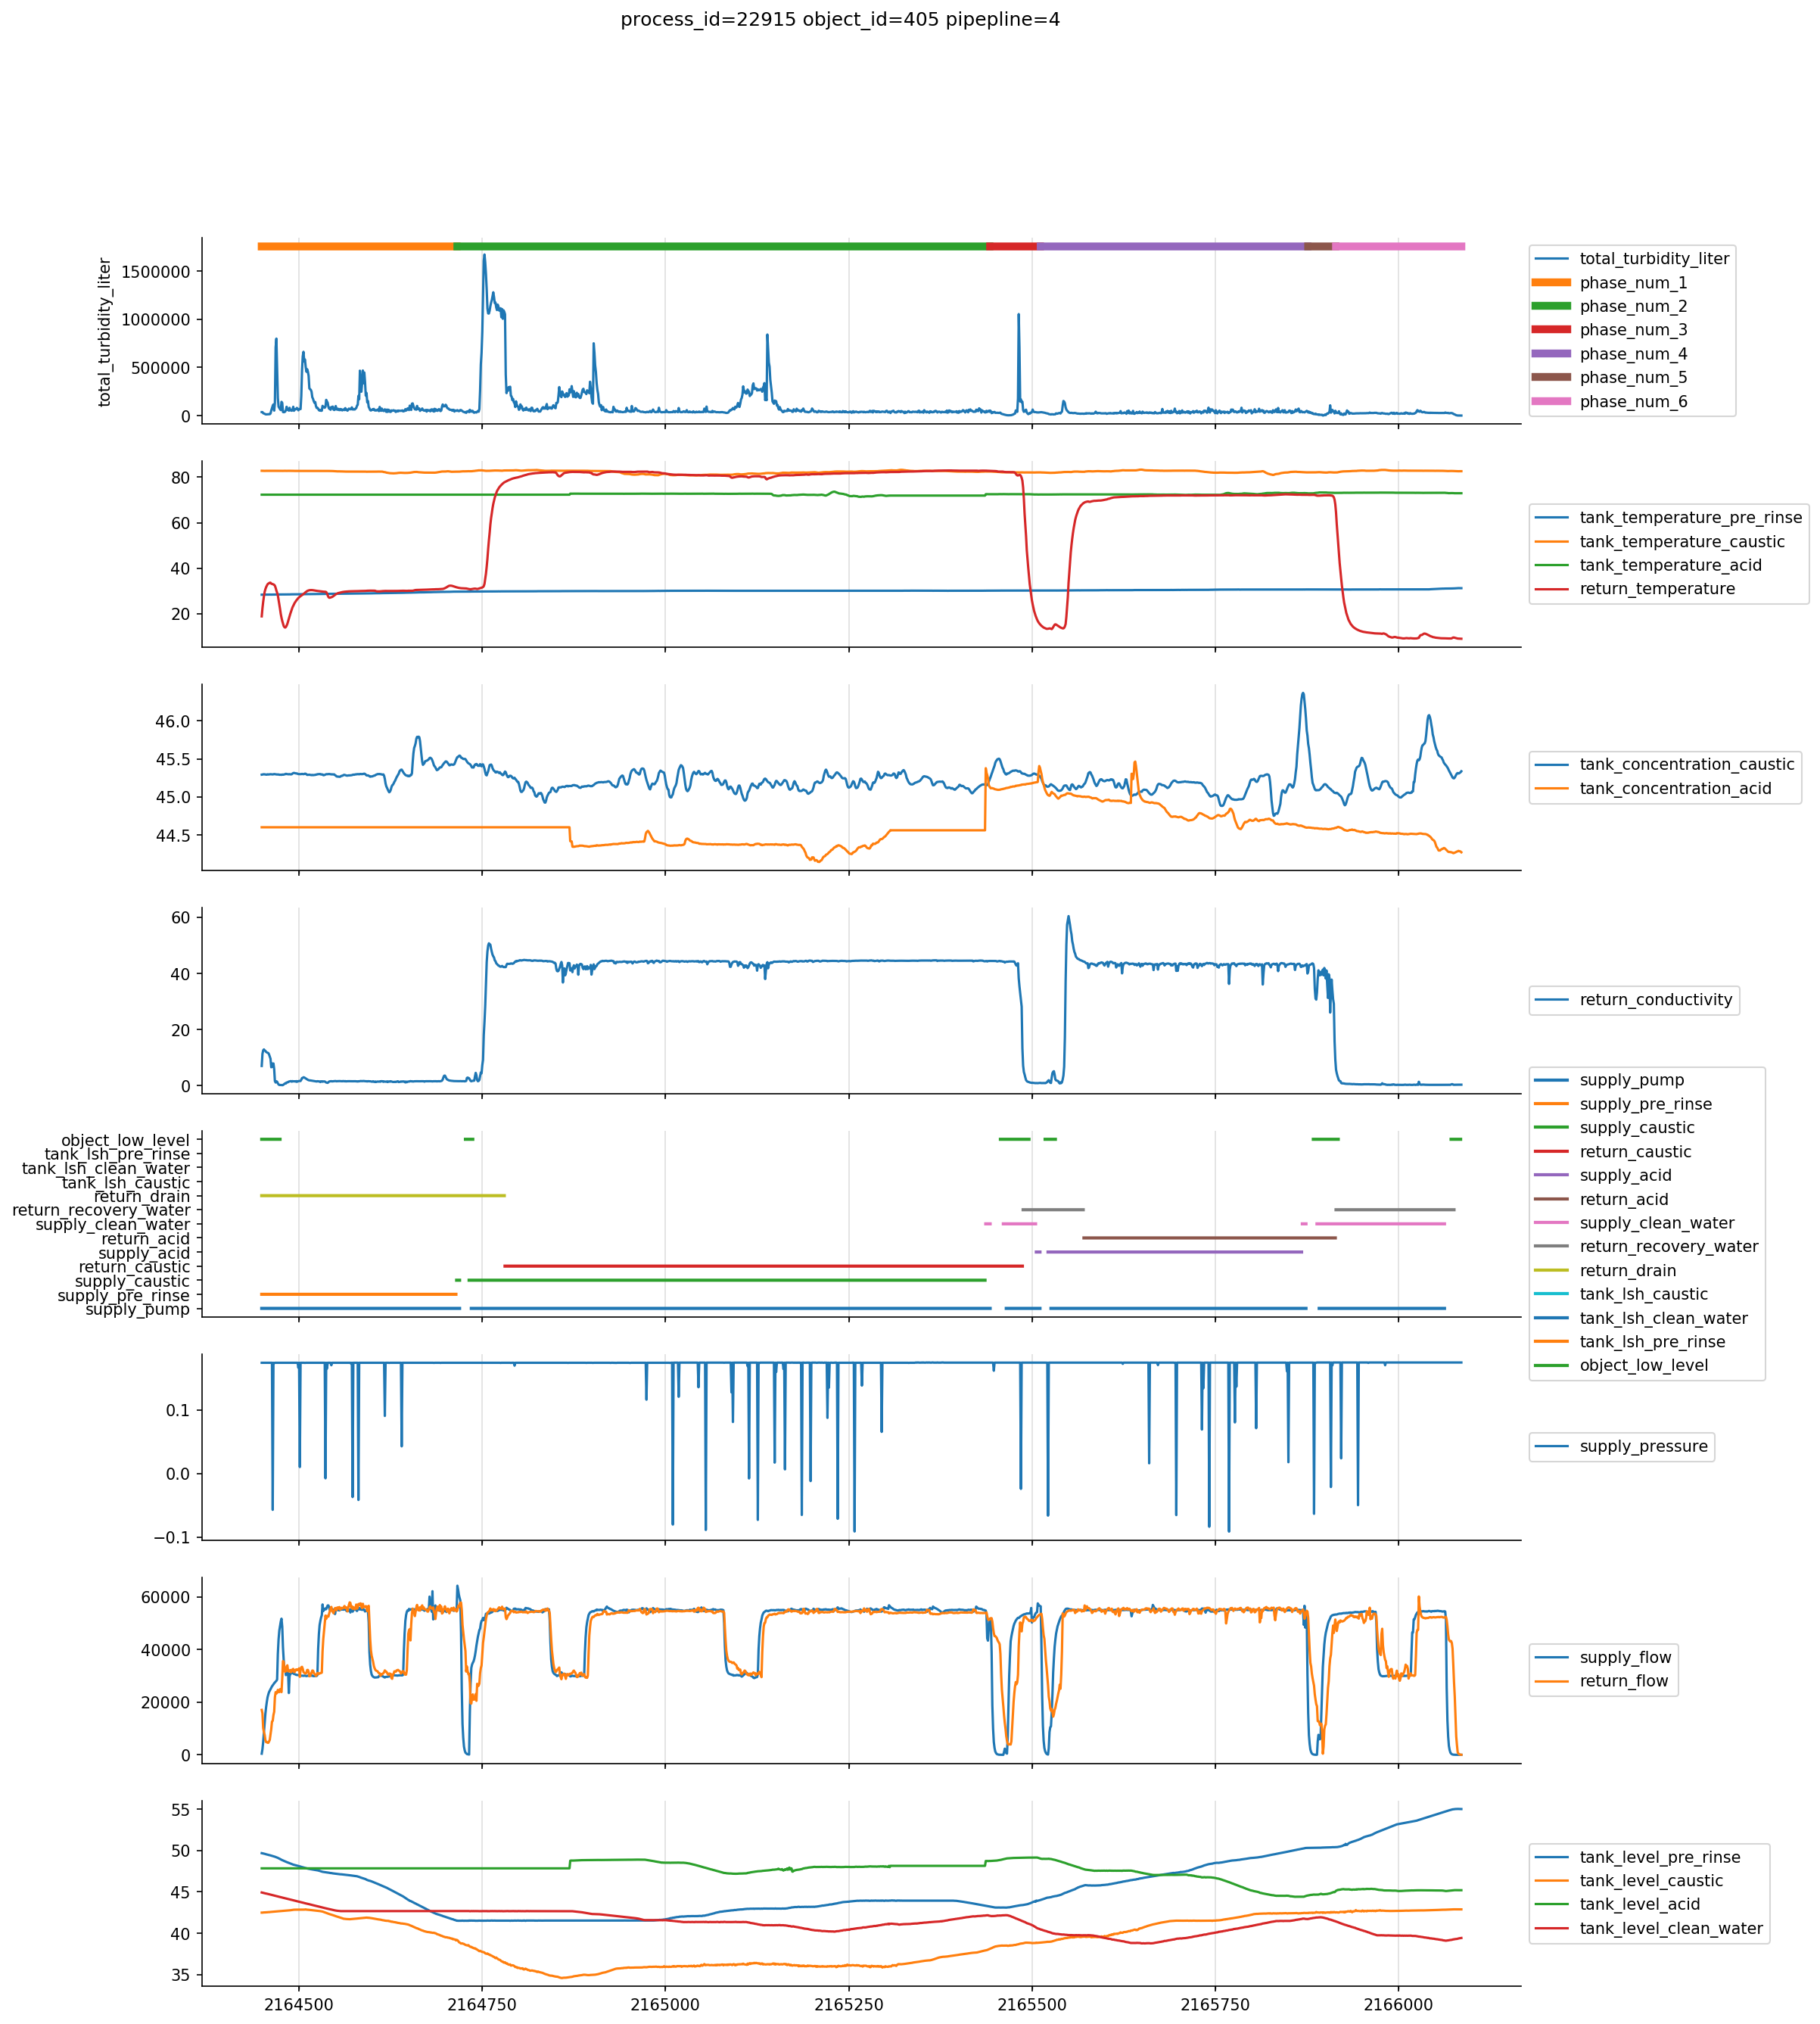 process_id=22915 object_id=405 pipepline=4
total_turbidity_liter
1500000
1000000
500000
0
total_turbidity_liter
phase_num_1
phase_num_2
phase_num_3
phase_num_4
phase_num_5
phase_num_6
80
60
40
20
tank_temperature_pre_rinse
tank_temperature_caustic
tank_temperature_acid
return_temperature
46.0
45.5
45.0
44.5
tank_concentration_caustic
tank_concentration_acid
60
40
20
0
return_conductivity
object_low_level
tank_lsh_pre_rinse
tank_lsh_clean_water
tank_lsh_caustic
return_drain
return_recovery_water
supply_clean_water
return_acid
supply_acid
return_caustic
supply_caustic
supply_pre_rinse
supply_pump
supply_pump
supply_pre_rinse
supply_caustic
return_caustic
supply_acid
return_acid
supply_clean_water
return_recovery_water
return_drain
tank_lsh_caustic
tank_lsh_clean_water
tank_lsh_pre_rinse
object_low_level
0.1
0.0
−0.1
supply_pressure
60000
40000
20000
0
supply_flow
return_flow
55
50
45
40
35
tank_level_pre_rinse
tank_level_caustic
tank_level_acid
tank_level_clean_water
2164500 2164750 2165000 2165250 2165500 2165750 2166000